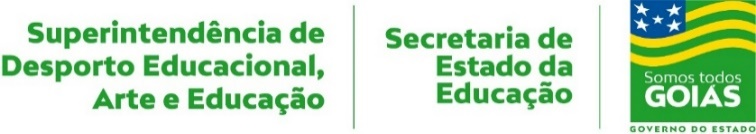 Superintendência de
Desporto Educacional,
Arte e Educação
Secretaria de
Estado da
Educação
Somos todos
GOIÁS
GOVERNO DO ESTADO